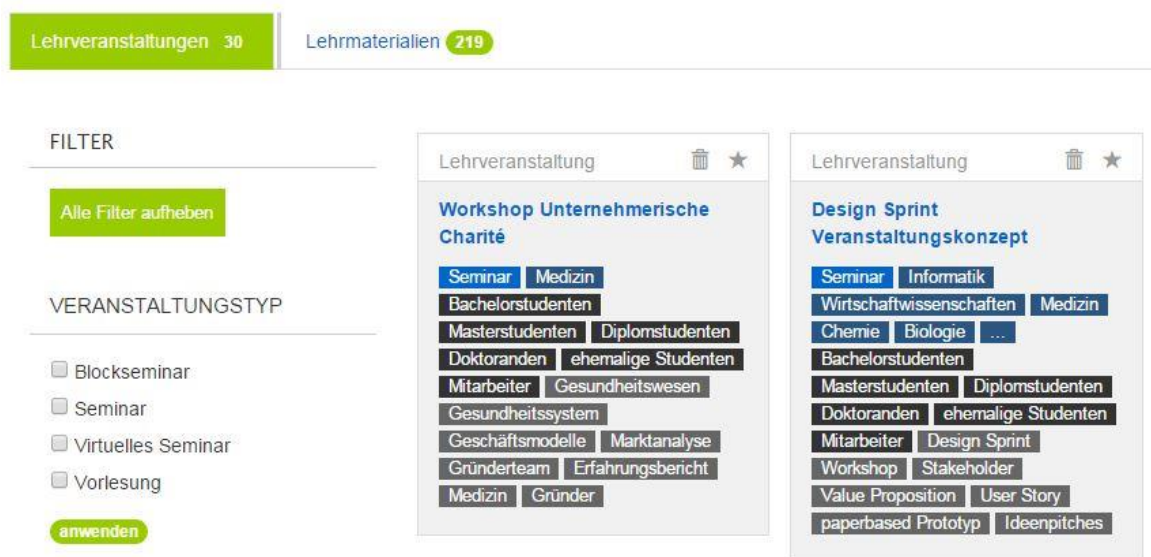 Lehrveranstaltungen 30
Lehrmaterialien 219
FILTER
Alle Filter aufheben
VERANSTALTUNGSTYP
Blockseminar
Seminar
Virtuelles Seminar
Vorlesung
anwenden
Lehrveranstaltung
Workshop Unternehmerische
Charité
Seminar Medizin
Bachelorstudenten
Masterstudenten Diplomstudenten
Doktoranden ehemalige Studenten
Mitarbeiter Gesundheitswesen
Gesundheitssystem
Geschäftsmodelle Marktanalyse
Gründerteam Erfahrungsbericht
Medizin Gründer
Lehrveranstaltung
Design Sprint
Veranstaltungskonzept
Seminar Informatik
Wirtschaftwissenschaften Medizin
Chemie Biologie ...
Bachelorstudenten
Masterstudenten Diplomstudenten
Doktoranden ehemalige Studenten
Mitarbeiter Design Sprint
Workshop Stakeholder
Value Proposition User Story
paperbased Prototyp Ideenpitches